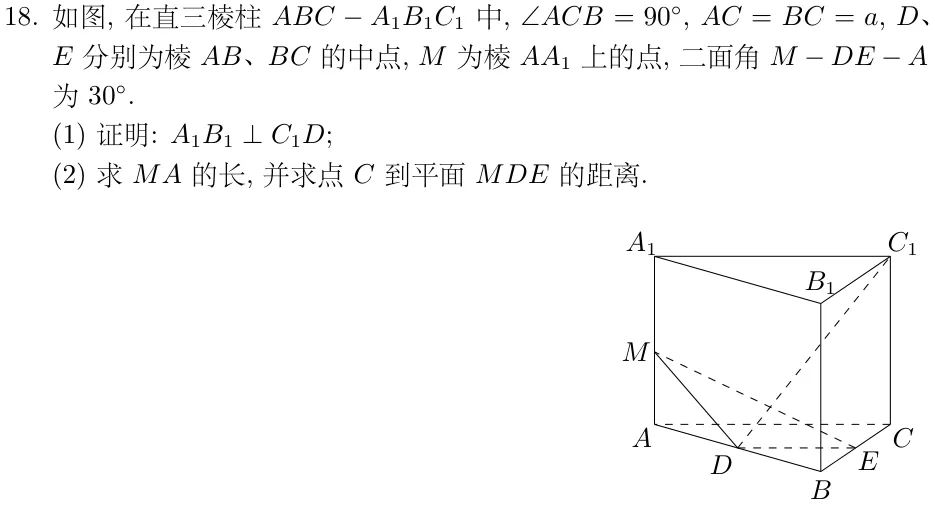 18. 如图, 在直三棱柱 ABC − A₁B₁C₁ 中, ∠ACB = 90°, AC = BC = a, D、
E 分别为棱 AB、BC 的中点, M 为棱 AA₁ 上的点, 二面角 M − DE − A
为 30°.
(1) 证明: A₁B₁ ⊥ C₁D;
(2) 求 MA 的长, 并求点 C 到平面 MDE 的距离.
A₁
C₁
B₁
M
A
C
D
E
B